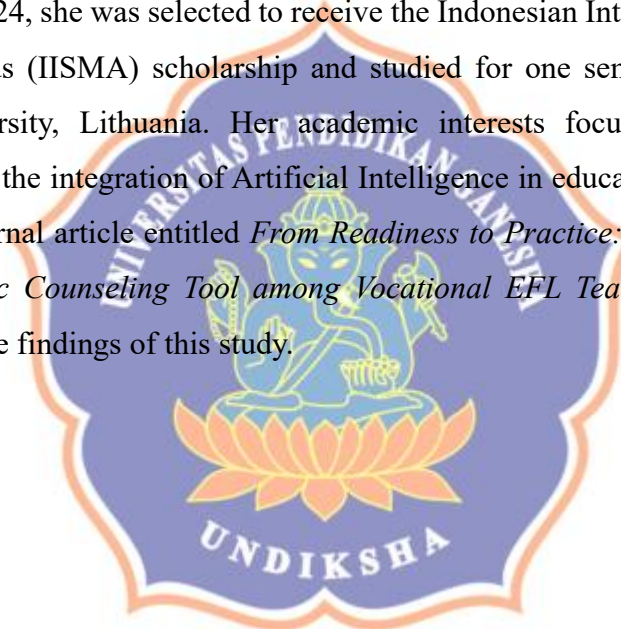 24, she was selected to receive the Indonesian Int
us (IISMA) scholarship and studied for one sen
rsity, Lithuania. Her academic interests focu
the integration of Artificial Intelligence in educa
rnal article entitled From Readiness to Practice:
c Counseling Tool among Vocational EFL Tea
e findings of this study.
UNIVERSITAS PENDIDIKAN GANESHA
UNDIKSHA